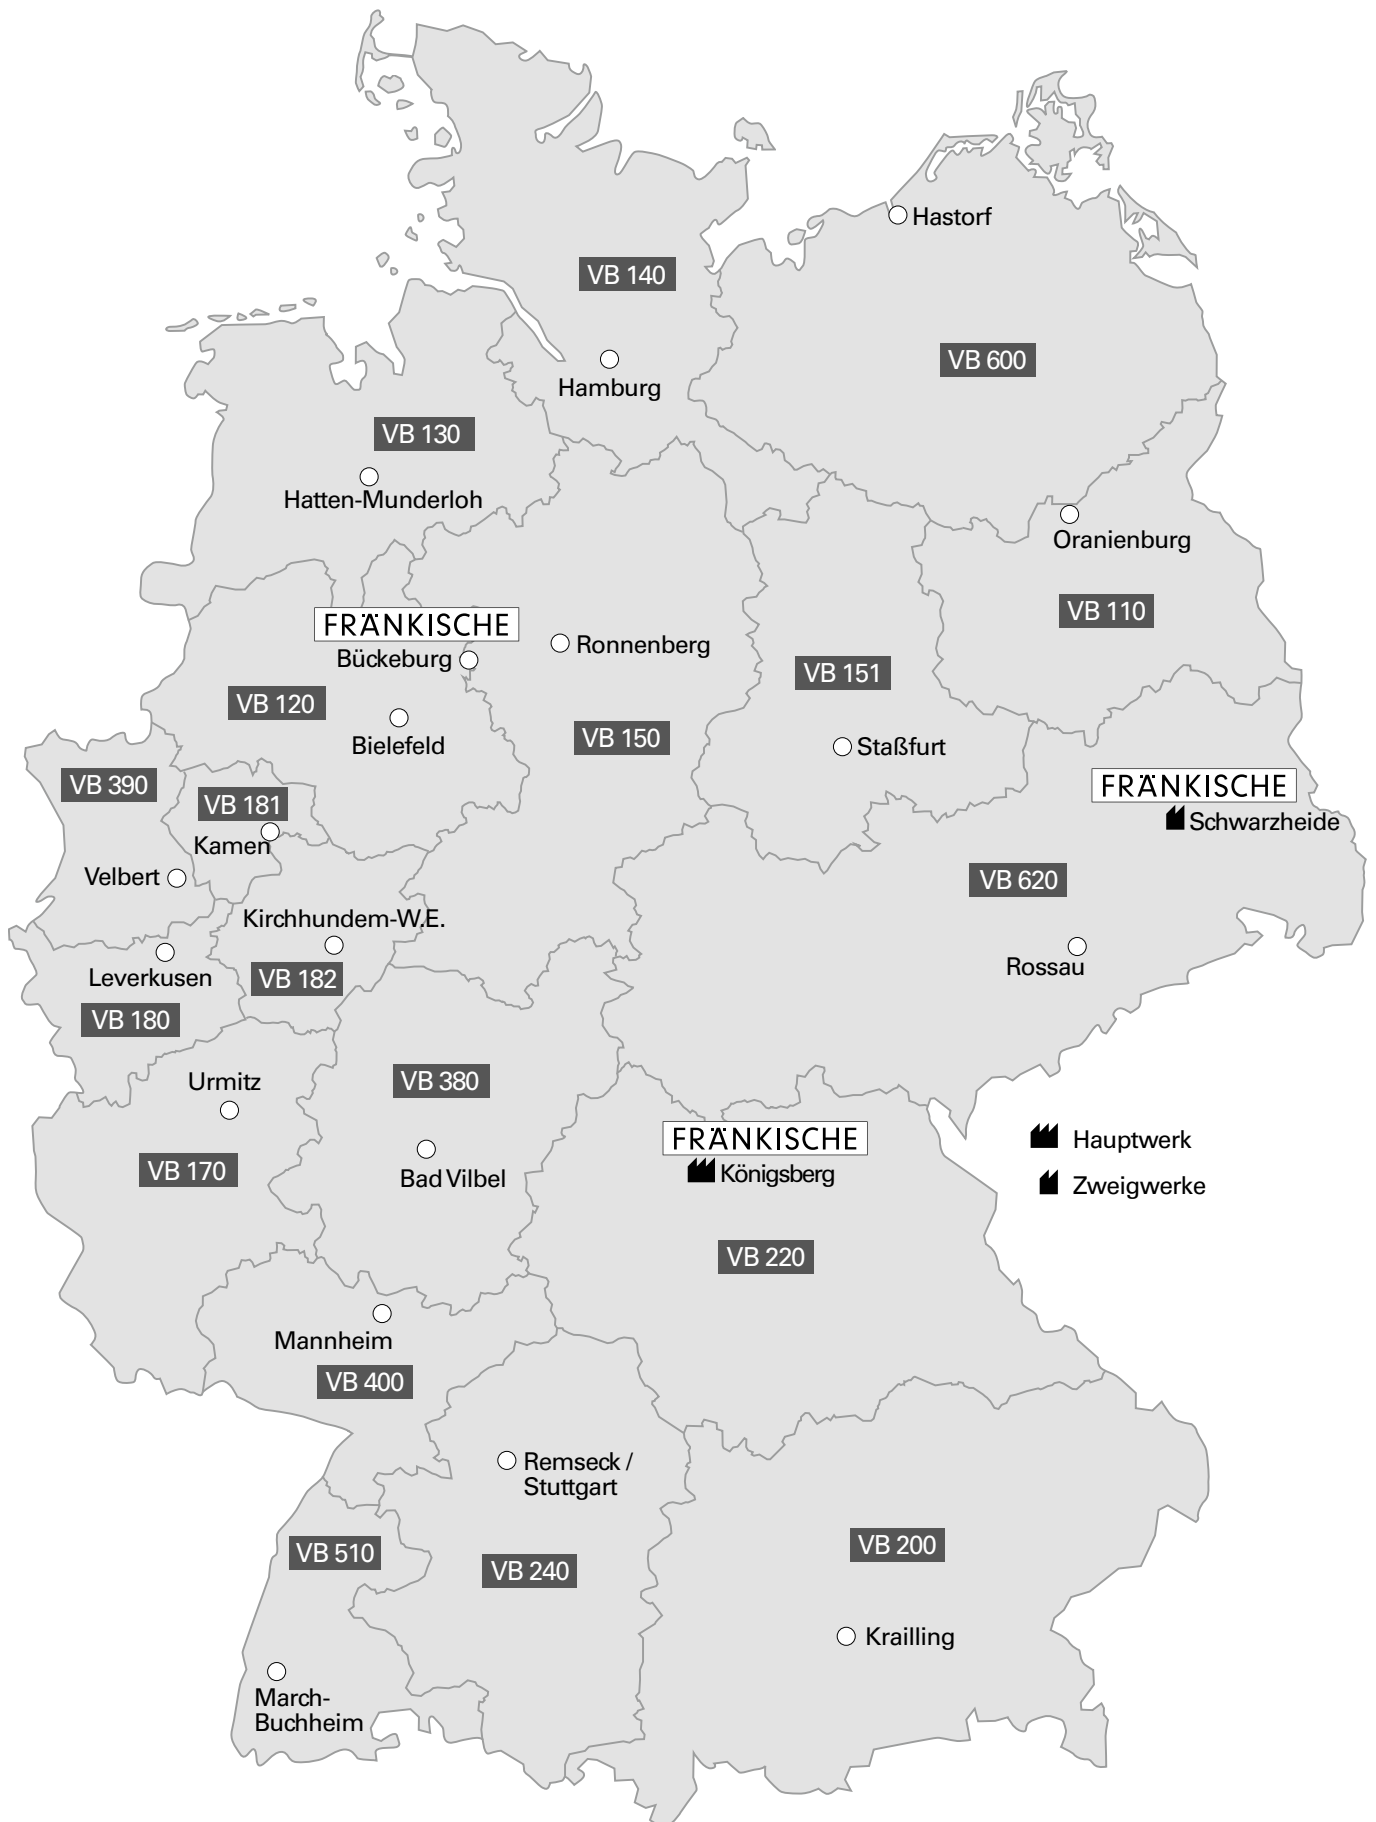 Hastorf
VB 140
VB 600
Hamburg
VB 130
Hatten-Munderloh
Oranienburg
VB 110
FRÄNKISCHE
Bückeburg
Ronnenberg
VB 151
VB 120
Bielefeld
VB 150
Staßfurt
VB 390
VB 181
Kamen
FRÄNKISCHE
Schwarzheide
Velbert
VB 620
Kirchhundem-W.E.
Rossau
Leverkusen
VB 182
VB 180
Urmitz
VB 380
FRÄNKISCHE
Königsberg
Hauptwerk
Zweigwerke
VB 170
Bad Vilbel
VB 220
Mannheim
VB 400
Remseck /
Stuttgart
VB 510
VB 240
VB 200
Krailling
March-
Buchheim